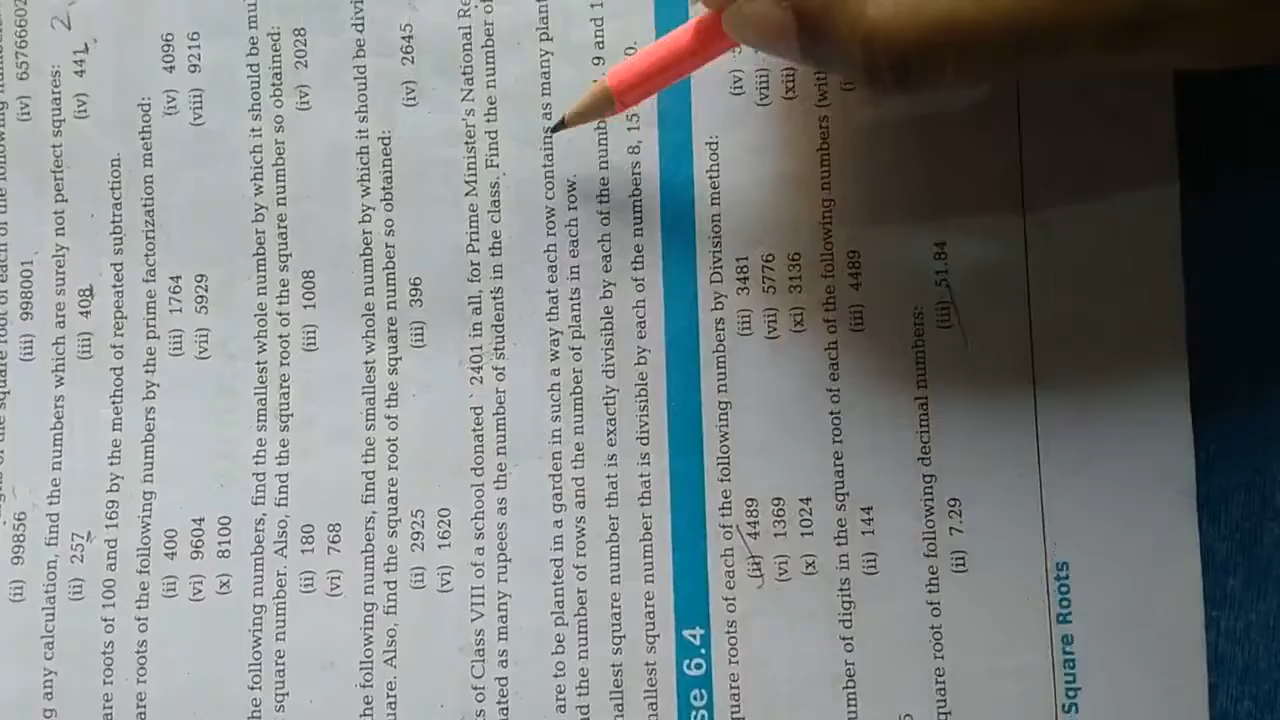 (ii) 99856 (iii) 998001 (iv) 65766602
g any calculation, find the numbers which are surely not perfect squares:
(ii) 257 (iii) 408 (iv) 441 2
are roots of 100 and 169 by the method of repeated subtraction.
are roots of the following numbers by the prime factorization method:
(ii) 400 (iii) 1764 (iv) 4096
(vi) 9604 (vii) 5929 (viii) 9216
(x) 8100
he following numbers, find the smallest whole number by which it should be mu
square number. Also, find the square root of the square number so obtained:
(ii) 180 (iii) 1008 (iv) 2028
(vi) 768
he following numbers, find the smallest whole number by which it should be divi
uare. Also, find the square root of the square number so obtained:
(ii) 2925 (iii) 396 (iv) 2645
(vi) 1620
s of Class VIII of a school donated ` 2401 in all, for Prime Minister's National Re
ated as many rupees as the number of students in the class. Find the number of
are to be planted in a garden in such a way that each row contains as many plant
d the number of rows and the number of plants in each row.
mallest square number that is exactly divisible by each of the numb 9 and 1
mallest square number that is divisible by each of the numbers 8, 15 0.
se 6.4
quare roots of each of the following numbers by Division method:
(ii) 4489 (iii) 3481 (iv)
(vi) 1369 (vii) 5776 (viii)
(x) 1024 (xi) 3136 (xii)
umber of digits in the square root of each of the following numbers (with
(ii) 144 (iii) 4489
quare root of the following decimal numbers:
(ii) 7.29 (iii) 51.84
Square Roots